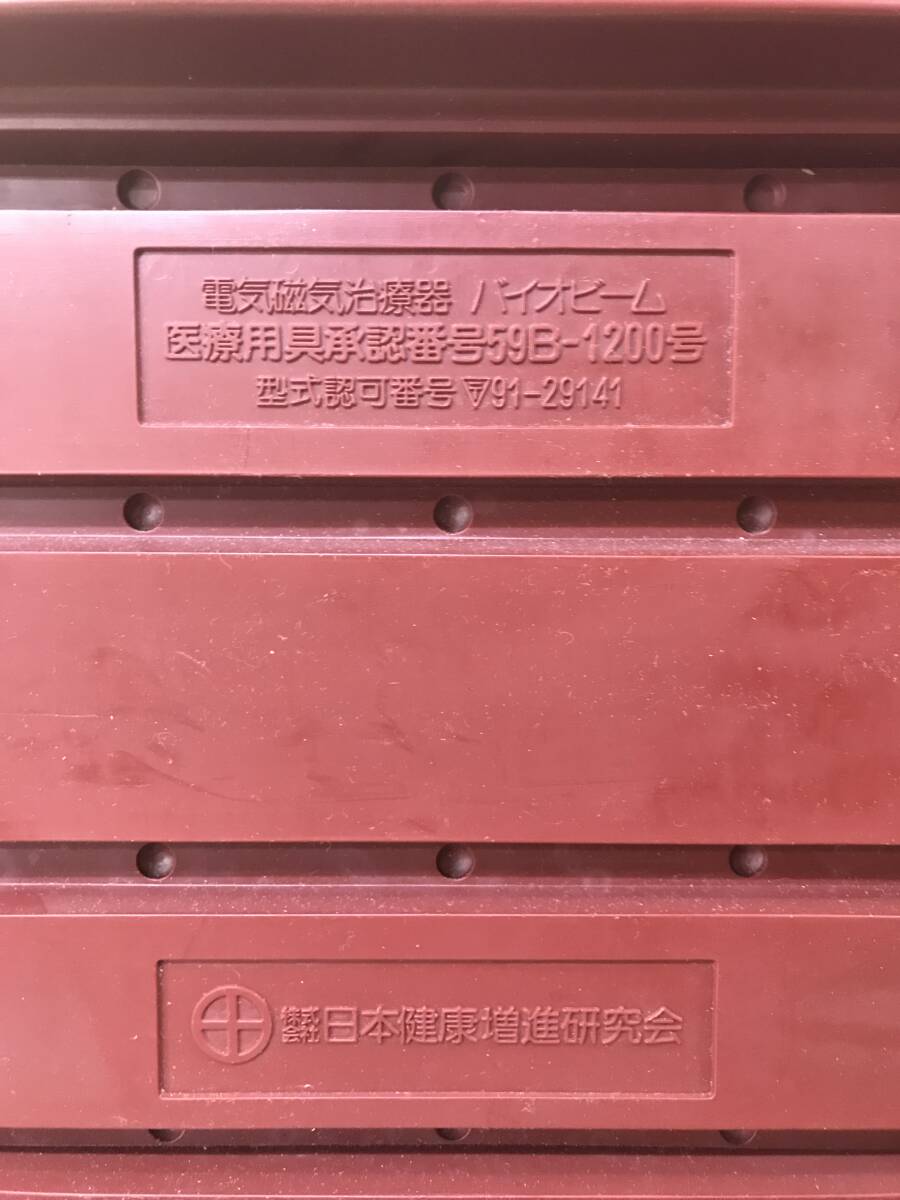 電気磁気治療器 バイオビーム
医療用具承認番号59B-1200号
型式認可番号 91-29141
株式会社 日本健康増進研究会